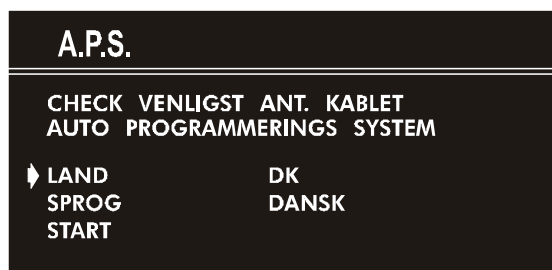 A.P.S.
CHECK VENLIGST ANT. KABLET
AUTO PROGRAMMERINGS SYSTEM
LAND DK
SPROG DANSK
START